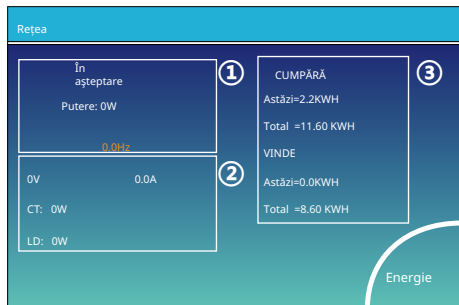 Rețea
În
așteptare
Putere: 0W
0.0Hz
①
0V 0.0A
CT: 0W
LD: 0W
②
CUMPĂRĂ
Astăzi=2.2KWH
Total =11.60 KWH
VINDE
Astăzi=0.0KWH
Total =8.60 KWH
③
Energie